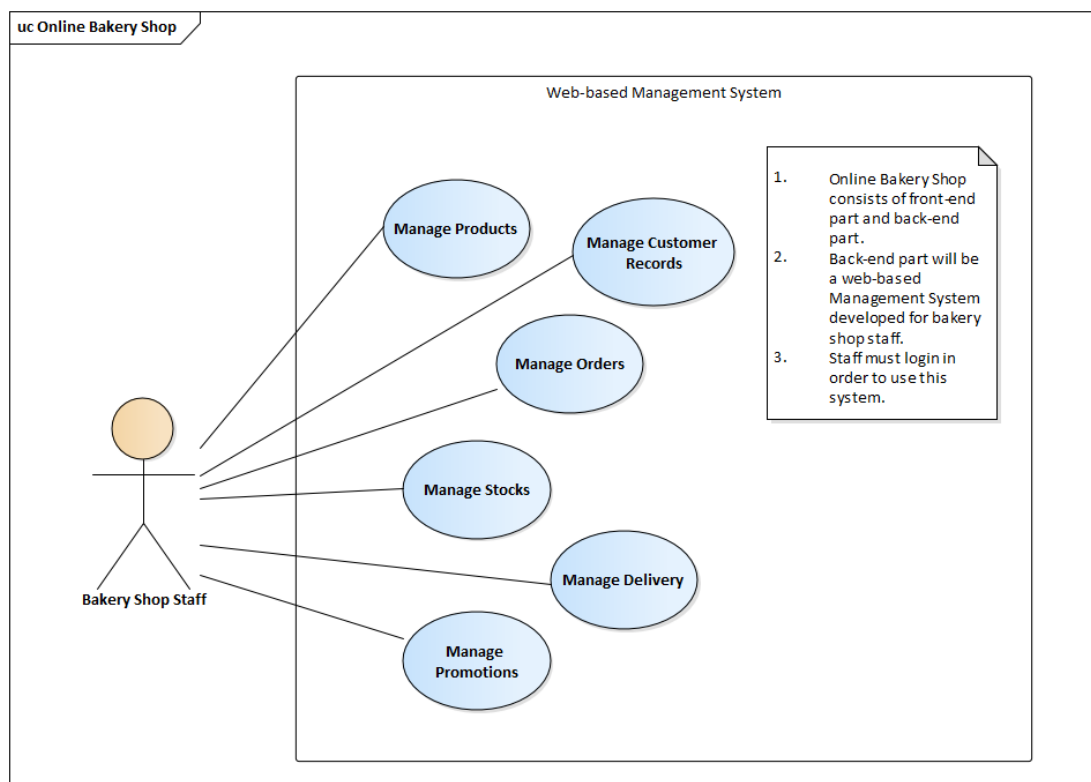 uc Online Bakery Shop
Web-based Management System
1. Online Bakery Shop
consists of front-end
part and back-end
part.
2. Back-end part will be
a web-based
Management System
developed for bakery
shop staff.
3. Staff must login in
order to use this
system.
Manage Products
Manage Customer
Records
Manage Orders
Manage Stocks
Manage Delivery
Bakery Shop Staff
Manage
Promotions